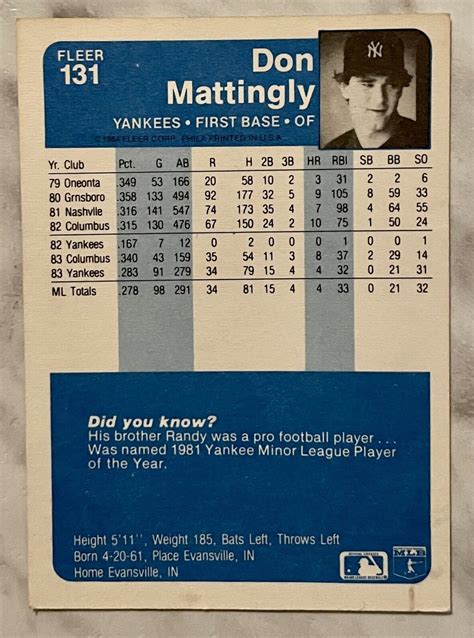 FLEER
131
Don
Mattingly
YANKEES • FIRST BASE • OF
© 1984 FLEER CORP. PHILA PRINTED IN U.S.A.
Yr. Club Pct. G AB R H 2B 3B HR RBI SB BB SO
79 Oneonta .349 53 166 20 58 10 2 3 31 2 2 6
80 Grnsboro .358 133 494 92 177 32 5 9 105 8 59 33
81 Nashvlle .316 141 547 74 173 35 4 7 98 4 64 55
82 Columbus .315 130 476 67 150 24 2 10 75 1 50 24
82 Yankees .167 7 12 0 2 0 0 0 1 0 0 1
83 Columbus .340 43 159 35 54 11 3 8 37 2 29 14
83 Yankees .283 91 279 34 79 15 4 4 32 0 21 31
ML Totals .278 98 291 34 81 15 4 4 33 0 21 32
Did you know?
His brother Randy was a pro football player . . .
Was named 1981 Yankee Minor League Player
of the Year.
Height 5'11'', Weight 185, Bats Left, Throws Left
Born 4-20-61, Place Evansville, IN
Home Evansville, IN